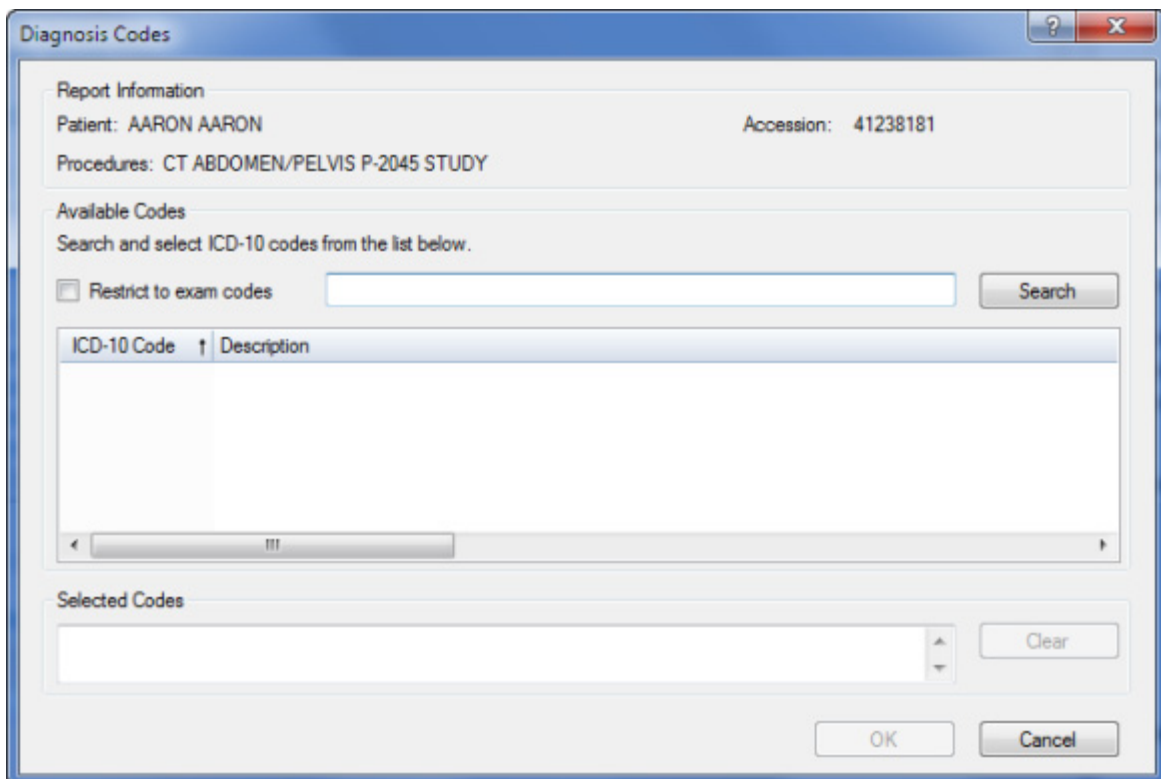 Diagnosis Codes
Report Information
Patient: AARON AARON Accession: 41238181
Procedures: CT ABDOMEN/PELVIS P-2045 STUDY
Available Codes
Search and select ICD-10 codes from the list below.
Restrict to exam codes Search
ICD-10 Code Description
Selected Codes
Clear
OK Cancel